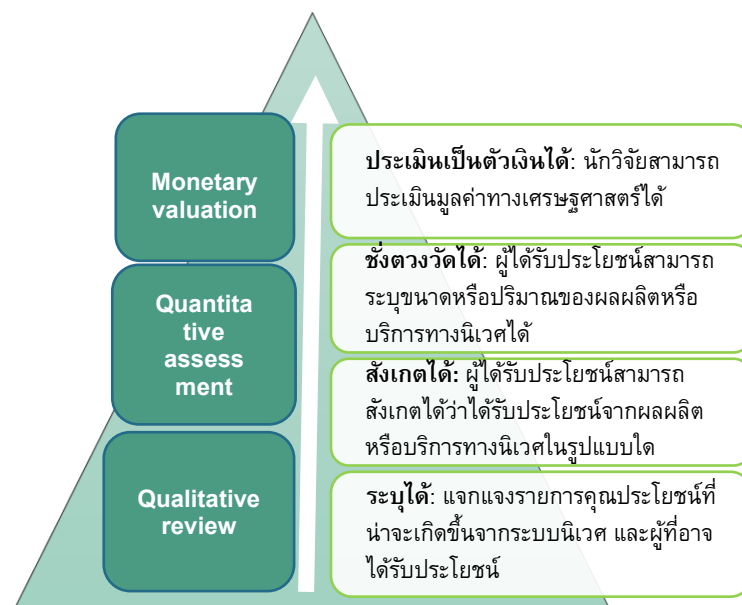 Monetary
valuation
ประเมินเป็นตัวเงินได้: นักวิจัยสามารถ
ประเมินมูลค่าทางเศรษฐศาสตร์ได้
Quantita
tive
assess
ment
ชั่งตวงวัดได้: ผู้ได้รับประโยชน์สามารถ
ระบุขนาดหรือปริมาณของผลผลิตหรือ
บริการทางนิเวศได้
สังเกตได้: ผู้ได้รับประโยชน์สามารถ
สังเกตได้ว่าได้รับประโยชน์จากผลผลิต
หรือบริการทางนิเวศในรูปแบบใด
Qualitative
review
ระบุได้: แจกแจงรายการคุณประโยชน์ที่
น่าจะเกิดขึ้นจากระบบนิเวศ และผู้ที่อาจ
ได้รับประโยชน์